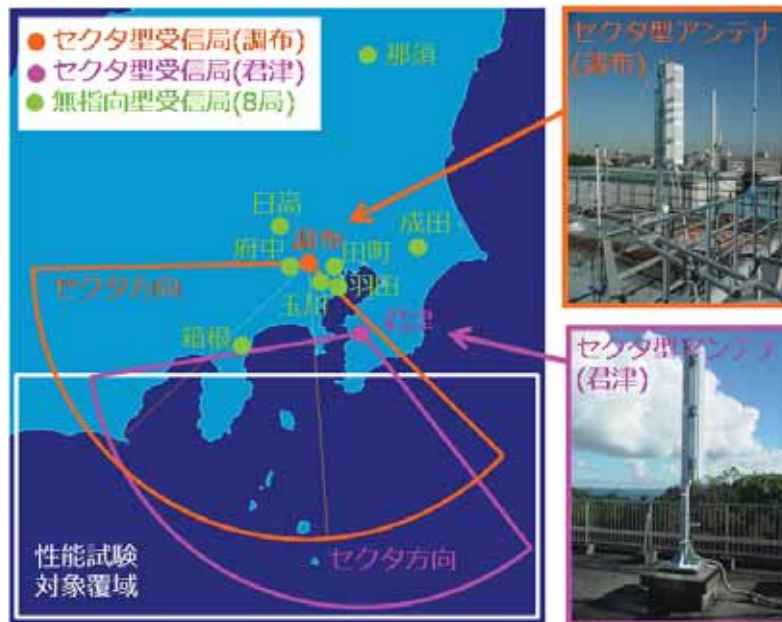 セクタ型受信局(調布)
セクタ型受信局(君津)
無指向型受信局(8局)
那須
日高
調布
成田
府中
田町
セクタ方向
玉川
羽田
君津
箱根
性能試験
対象覆域
セクタ方向
セクタ型アンテナ
(調布)
セクタ型アンテナ
(君津)